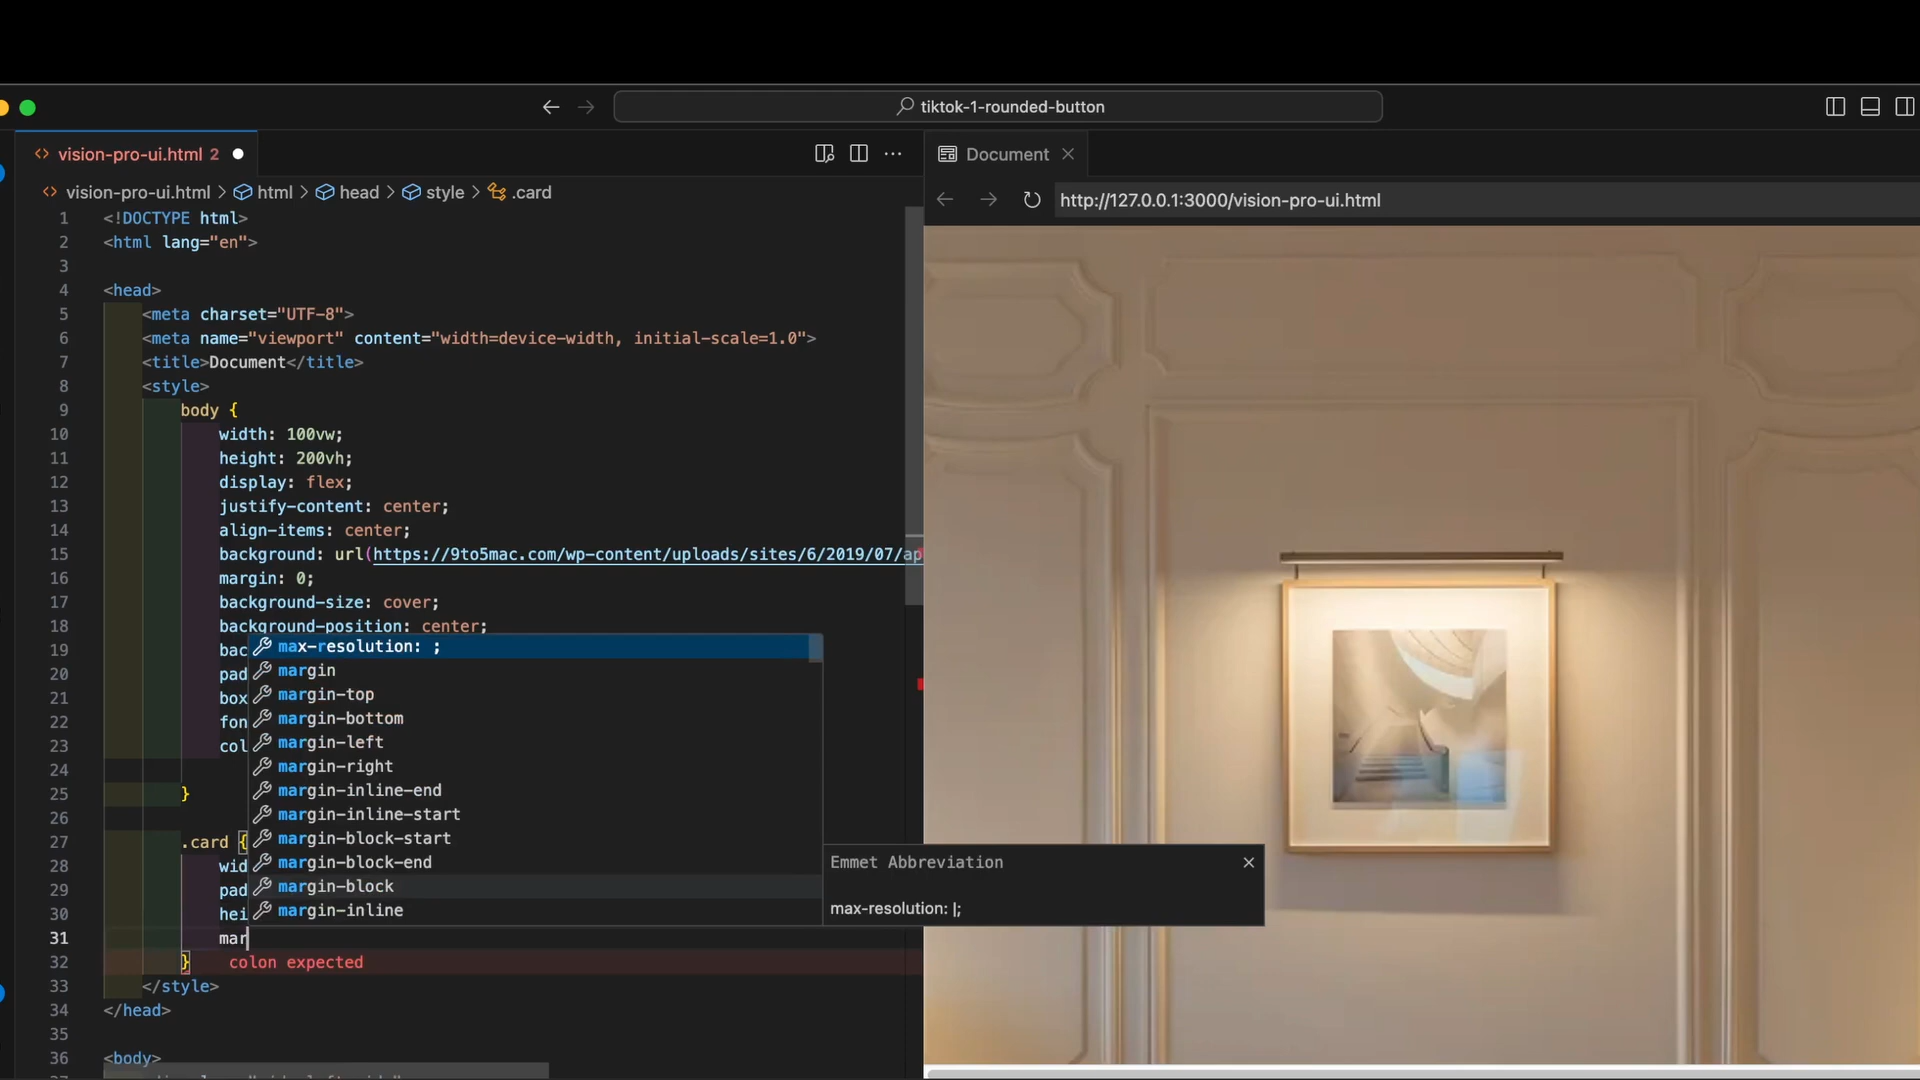 tiktok-1-rounded-button
vision-pro-ui.html 2
vision-pro-ui.html > html > head > style > .card
1 <!DOCTYPE html>
2 <html lang="en">
3
4 <head>
5 <meta charset="UTF-8">
6 <meta name="viewport" content="width=device-width, initial-scale=1.0">
7 <title>Document</title>
8 <style>
9 body {
10 width: 100vw;
11 height: 200vh;
12 display: flex;
13 justify-content: center;
14 align-items: center;
15 background: url(https://9to5mac.com/wp-content/uploads/sites/6/2019/07/ap
16 margin: 0;
17 background-size: cover;
18 background-position: center;
19 bac
20 pad
21 box
22 fon
23 col
24
25 }
26
27 .card {
28 wid
29 pad
30 hei
31 mar
32 } colon expected
33 </style>
34 </head>
35
36 <body>
max-resolution: ;
margin
margin-top
margin-bottom
margin-left
margin-right
margin-inline-end
margin-inline-start
margin-block-start
margin-block-end
margin-block
margin-inline
Emmet Abbreviation
max-resolution: |;
Document
http://127.0.0.1:3000/vision-pro-ui.html